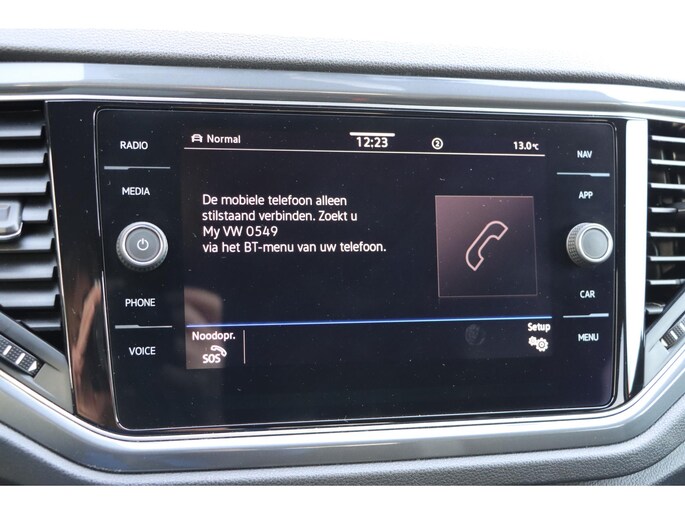 RADIO
MEDIA
PHONE
VOICE
Normal
12:23
2
13.0°C
De mobiele telefoon alleen
stilstaand verbinden. Zoekt u
My VW 0549
via het BT-menu van uw telefoon.
Noodopr.
SOS
Setup
NAV
APP
CAR
MENU